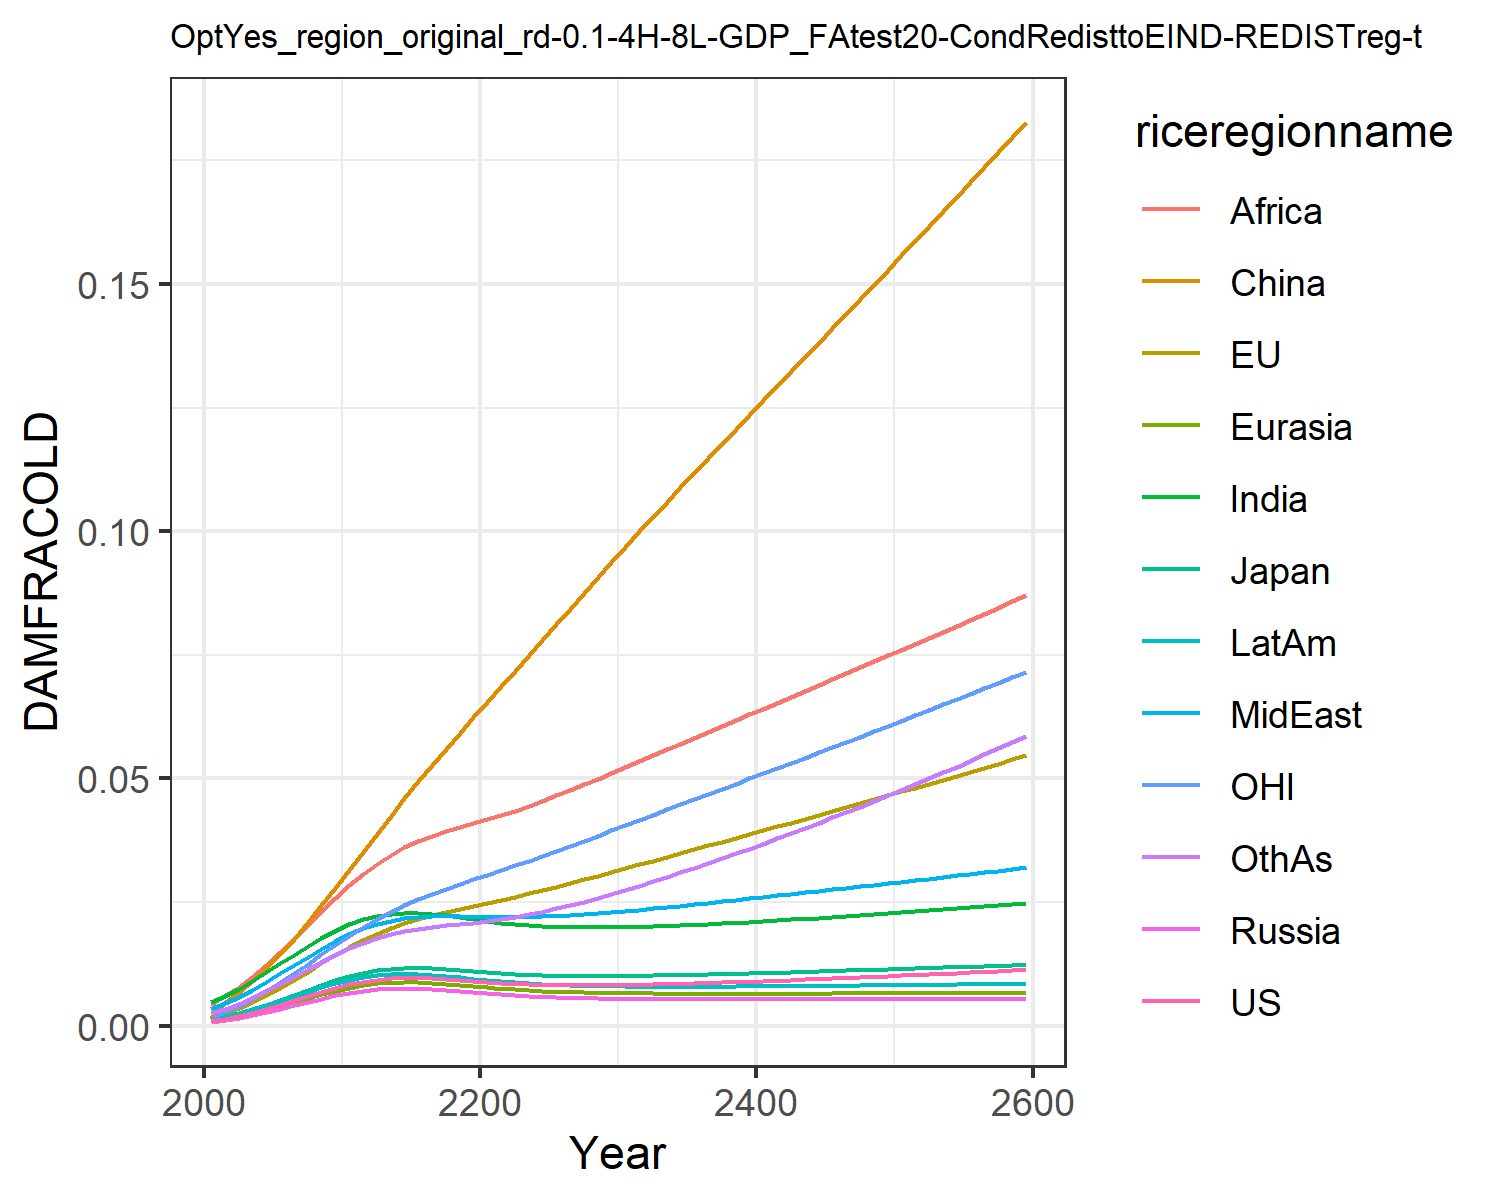 OptYes_region_original_rd-0.1-4H-8L-GDP_FAtest20-CondRedisttoEIND-REDISTreg-t
riceregionname
Africa
China
EU
Eurasia
India
Japan
LatAm
MidEast
OHI
OthAs
Russia
US
DAMFRACOLD
0.15
0.10
0.05
0.00
2000
2200
2400
2600
Year